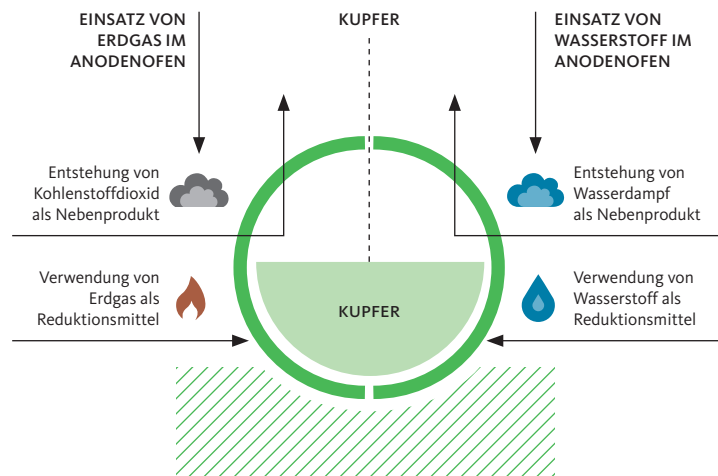 EINSATZ VON
ERDGAS IM
ANODENOFEN
KUPFER
EINSATZ VON
WASSERSTOFF IM
ANODENOFEN
Entstehung von
Kohlenstoffdioxid
als Nebenprodukt
Entstehung von
Wasserdampf
als Nebenprodukt
Verwendung von
Erdgas als
Reduktionsmittel
KUPFER
Verwendung von
Wasserstoff als
Reduktionsmittel